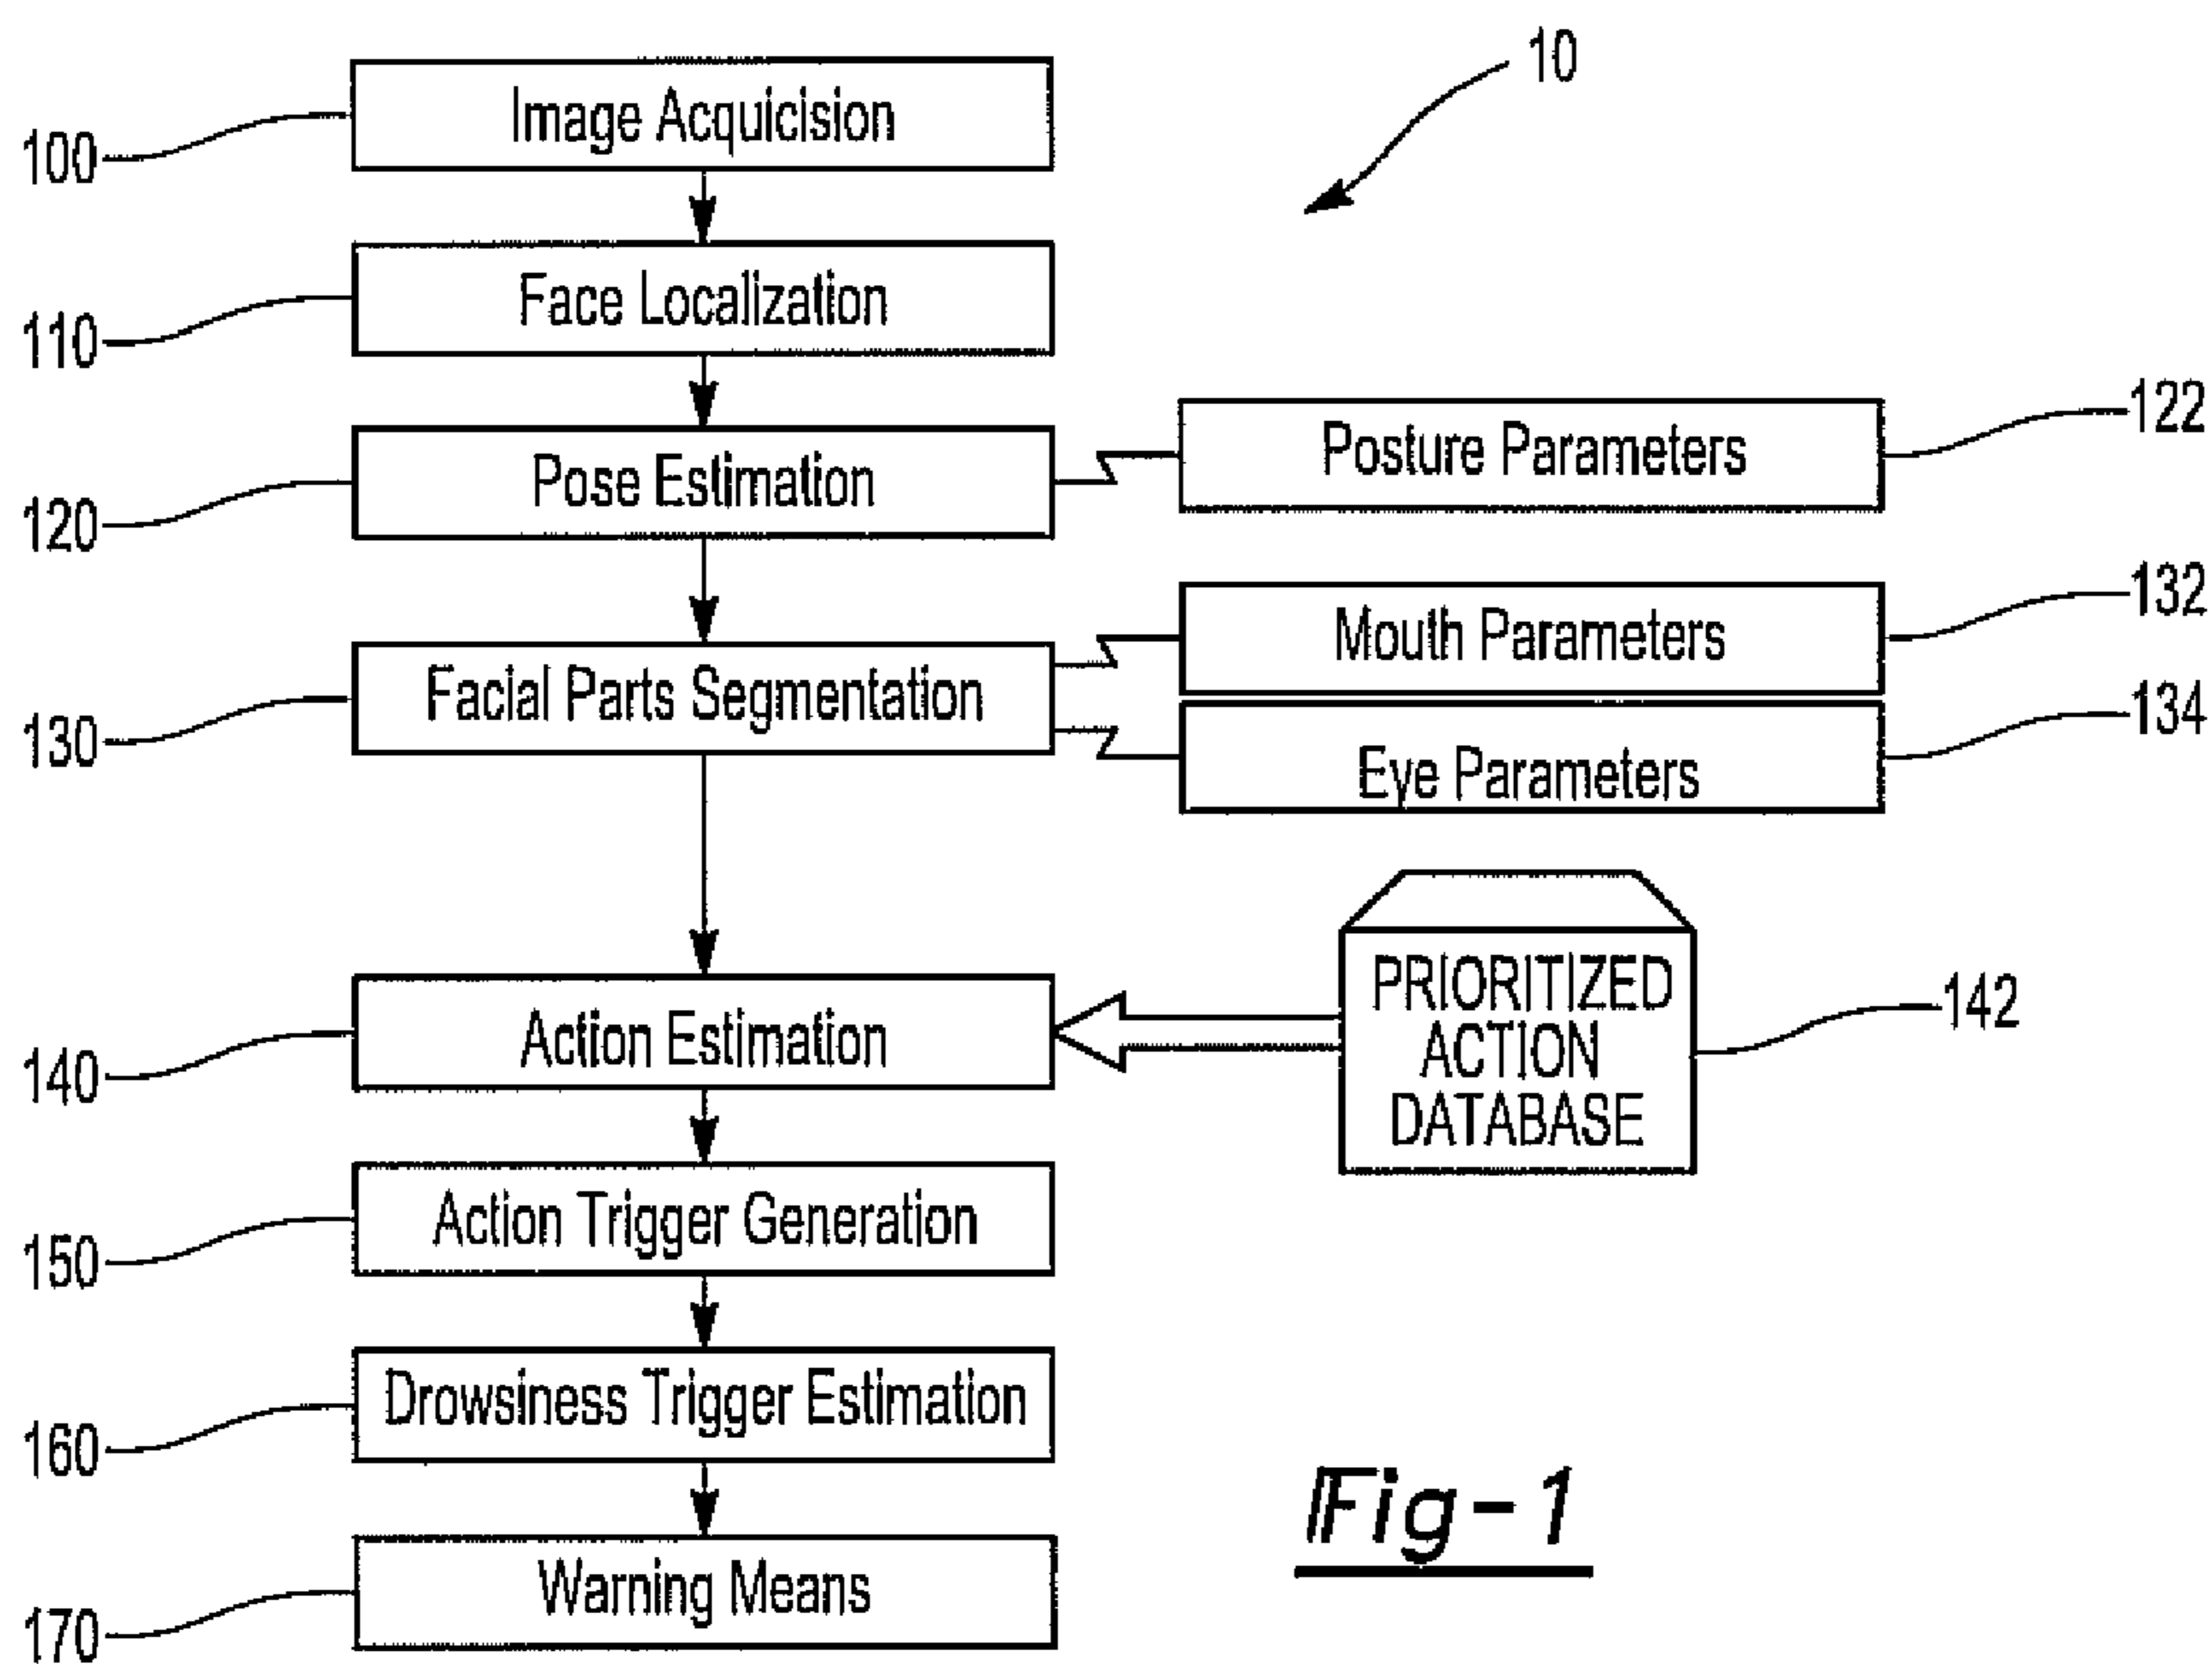 10
Image Acquicision
100
Face Localization
110
Pose Estimation
Posture Parameters
122
120
Facial Parts Segmentation
Mouth Parameters
132
130
Eye Parameters
134
Action Estimation
140
PRIORITIZED
ACTION
DATABASE
142
Action Trigger Generation
150
Drowsiness Trigger Estimation
160
Warning Means
170
Fig-1